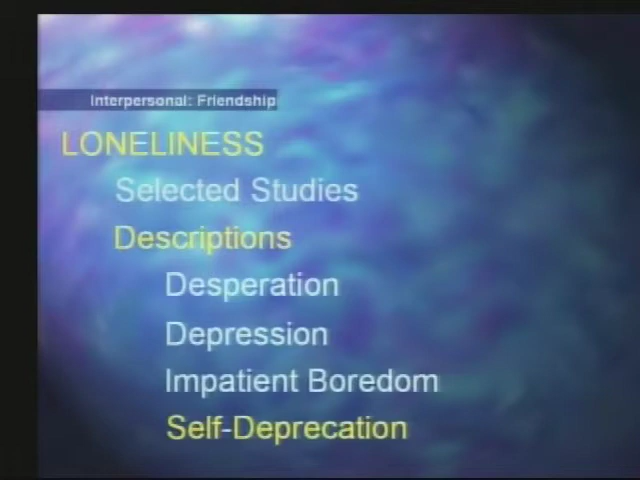 Interpersonal: Friendship
LONELINESS
Selected Studies
Descriptions
Desperation
Depression
Impatient Boredom
Self-Deprecation